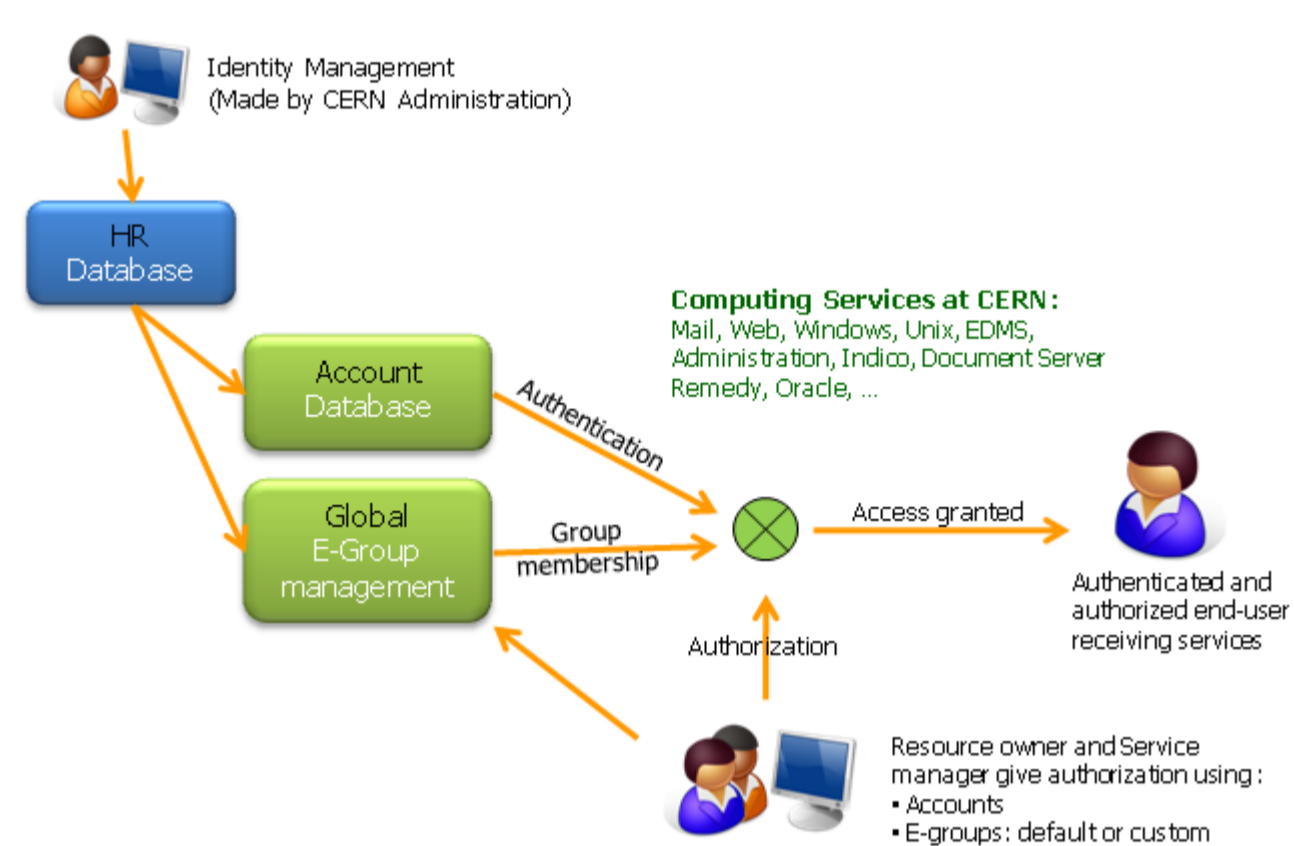 Identity Management
(Made by CERN Administration)
HR
Database
Computing Services at CERN:
Mail, Web, Windows, Unix, EDMS,
Administration, Indico, Document Server
Remedy, Oracle, ...
Account
Database
Authentication
Global
E-Group
management
Group
membership
Access granted
Authenticated and
authorized end-user
receiving services
Authorization
Resource owner and Service
manager give authorization using :
▪ Accounts
▪ E-groups: default or custom